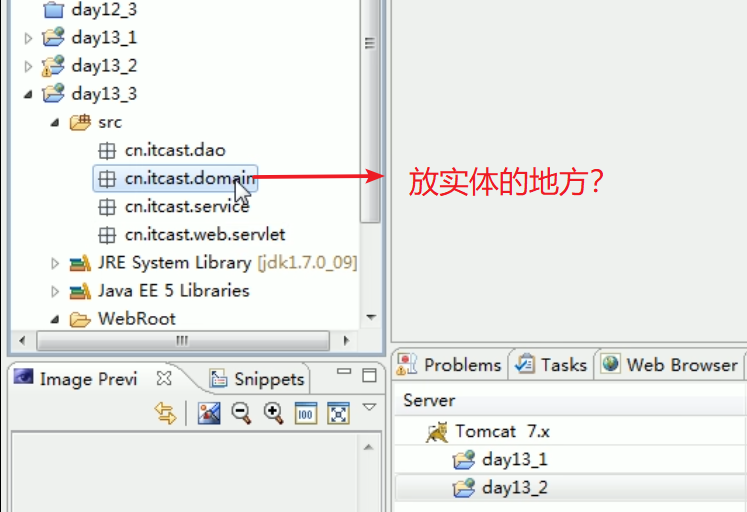 day12_3
day13_1
day13_2
day13_3
src
cn.itcast.dao
cn.itcast.domain
放实体的地方?
cn.itcast.service
cn.itcast.web.servlet
JRE System Library [jdk1.7.0_09]
Java EE 5 Libraries
WebRoot
Image Previ
Snippets
100
Problems
Tasks
Web Browser
Server
Tomcat 7.x
day13_1
day13_2